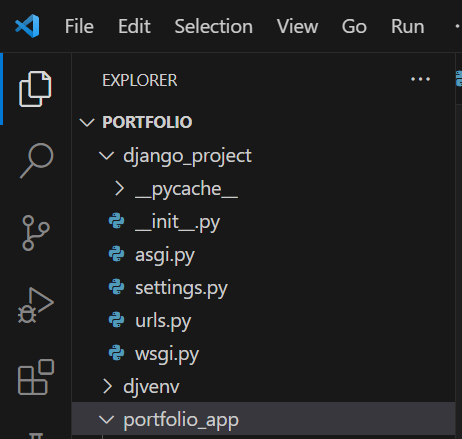 File Edit Selection View Go Run
EXPLORER
PORTFOLIO
django_project
__pycache__
__init__.py
asgi.py
settings.py
urls.py
wsgi.py
djvenv
portfolio_app